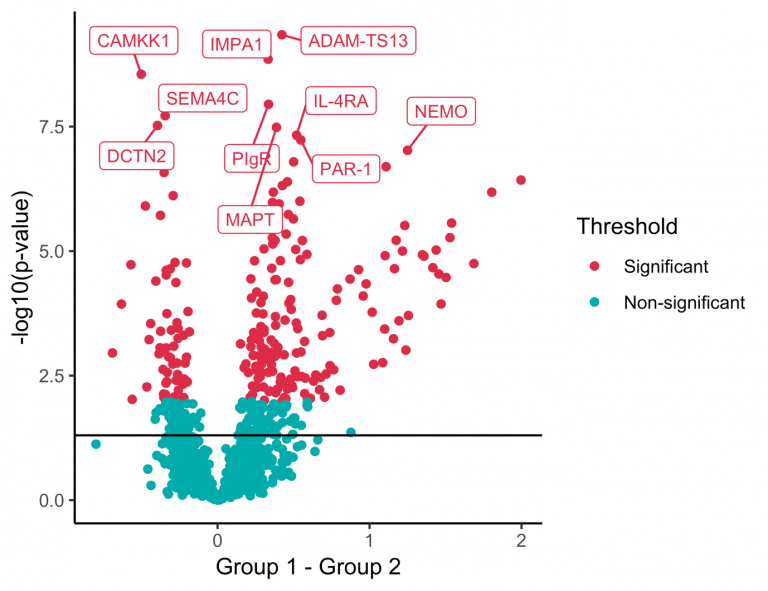 CAMKK1
IMPA1
ADAM-TS13
SEMA4C
IL-4RA
NEMO
DCTN2
PIgR
PAR-1
MAPT
7.5
5.0
2.5
0.0
-log10(p-value)
0
1
2
Group 1 - Group 2
Threshold
Significant
Non-significant